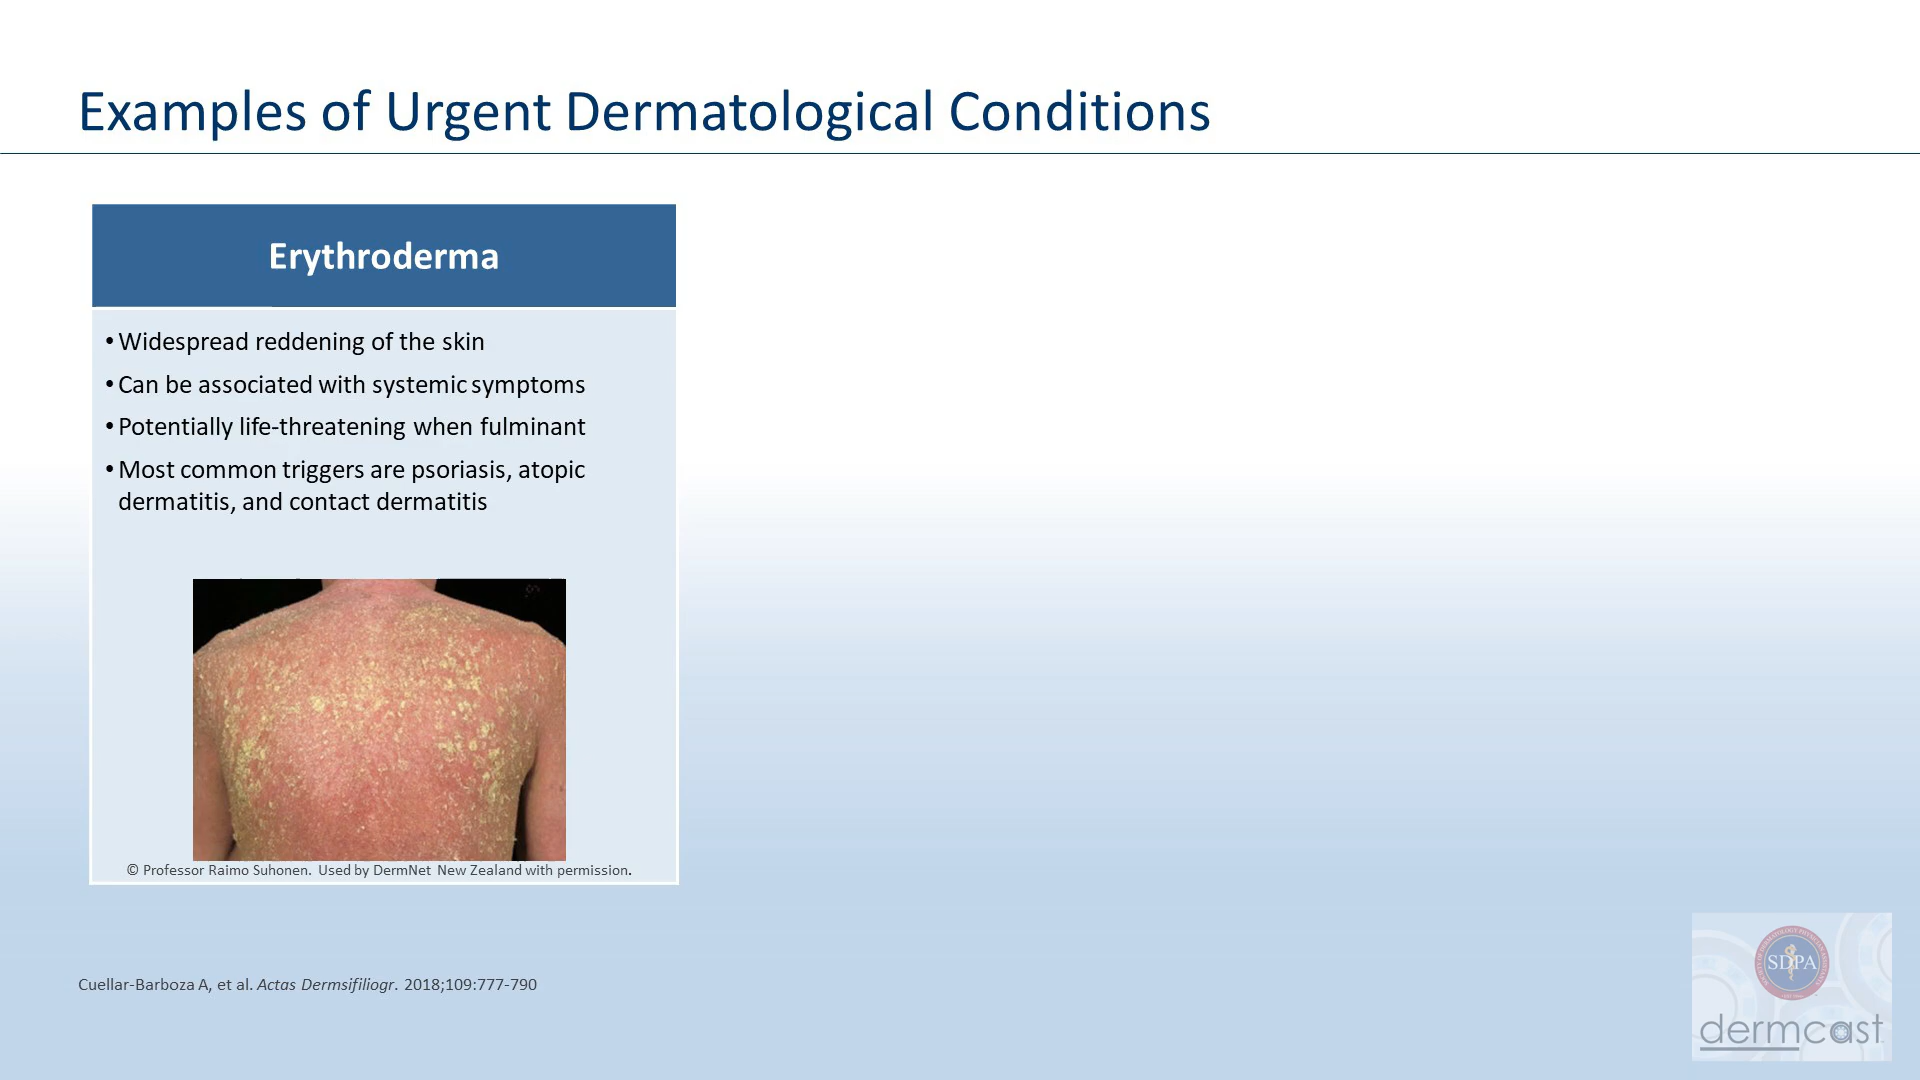 Examples of Urgent Dermatological Conditions
Erythroderma
• Widespread reddening of the skin
• Can be associated with systemic symptoms
• Potentially life-threatening when fulminant
• Most common triggers are psoriasis, atopic
dermatitis, and contact dermatitis
© Professor Raimo Suhonen. Used by DermNet New Zealand with permission.
Cuellar-Barboza A, et al. Actas Dermsifiliogr. 2018;109:777-790
SDPA
dermcast